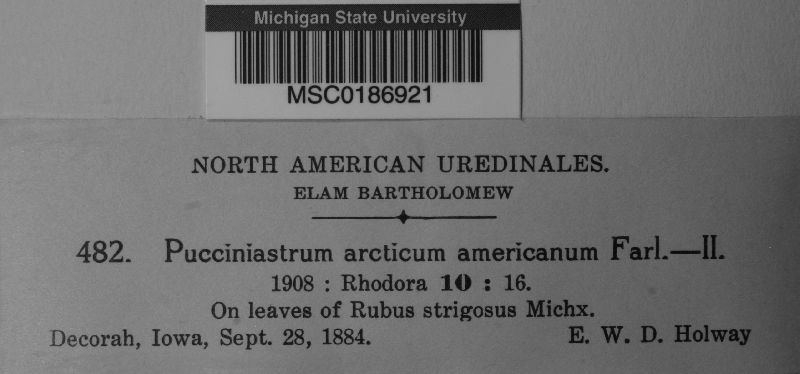 Michigan State University
MSC0186921
NORTH AMERICAN UREDINALES.
ELAM BARTHOLOMEW
482. Pucciniastrum arcticum americanum Farl.—II.
1908 : Rhodora 10 : 16.
On leaves of Rubus strigosus Michx.
Decorah, Iowa, Sept. 28, 1884. E. W. D. Holway